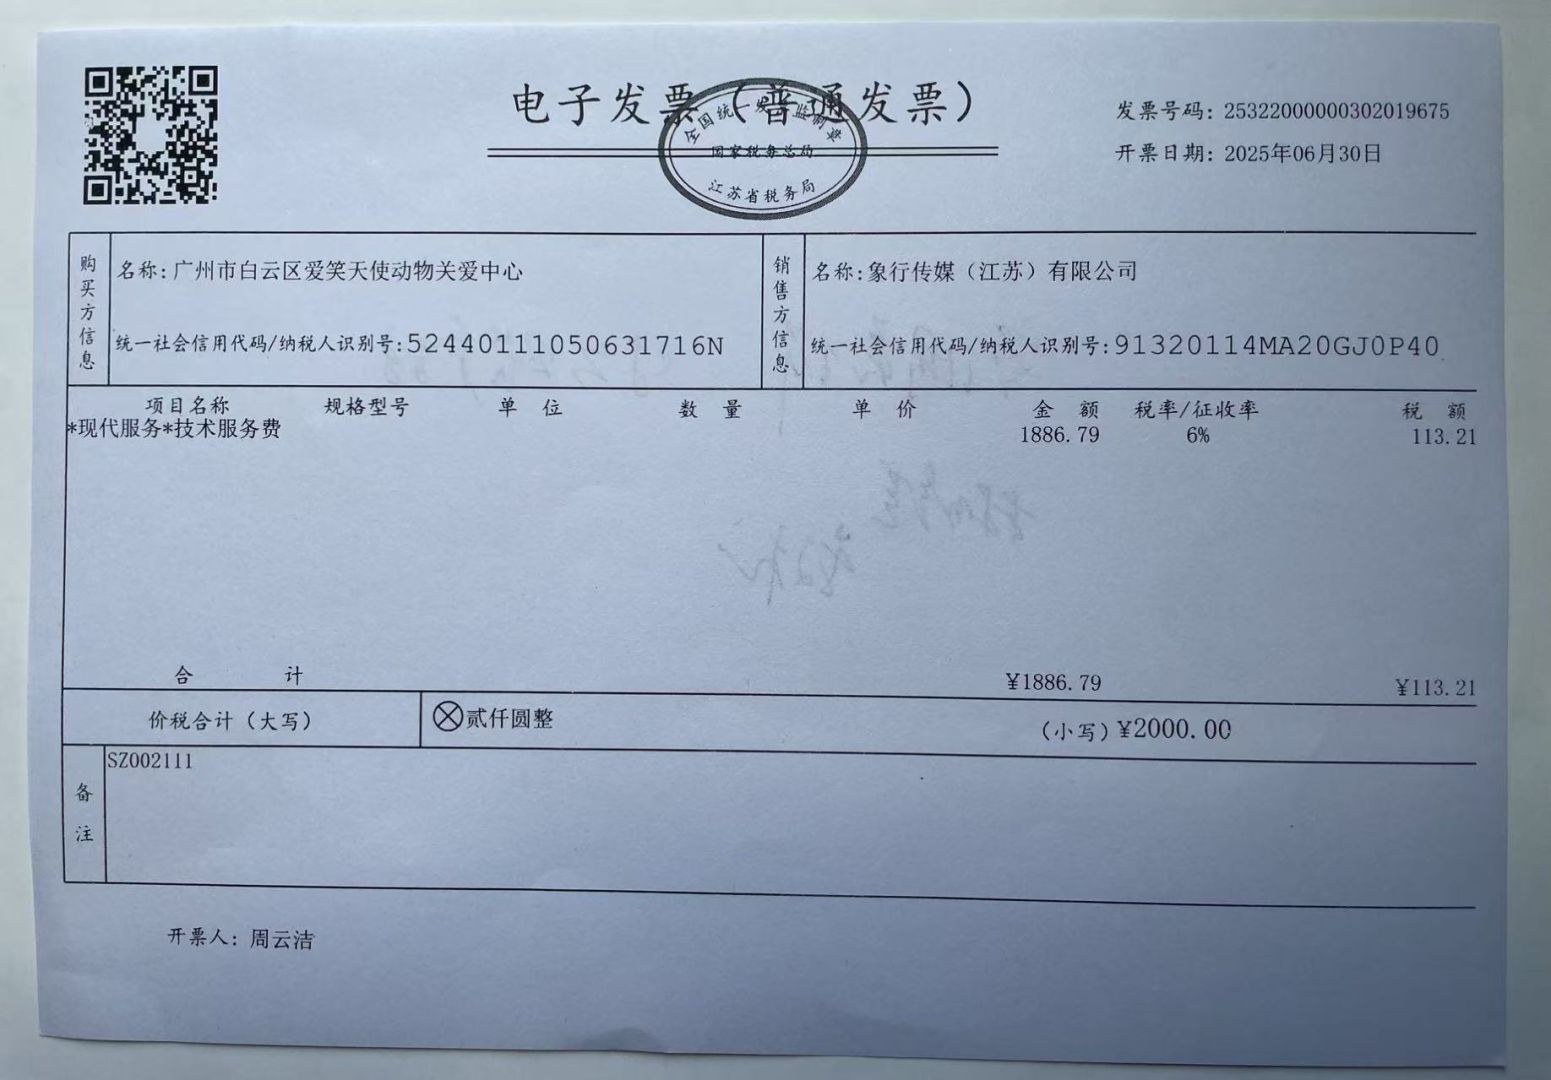 电子发票（普通发票）
全国统一发票监制章
国家税务总局
江苏省税务局
发票号码：25322000000302019675
开票日期：2025年06月30日
购买方信息
名称：广州市白云区爱笑天使动物关爱中心
统一社会信用代码/纳税人识别号：52440111050631716N
销售方信息
名称：象行传媒（江苏）有限公司
统一社会信用代码/纳税人识别号：91320114MA20GJ0P40
项目名称 规格型号 单位 数量 单价 金额 税率/征收率 税额
*现代服务*技术服务费 1886.79 6% 113.21
合计 ¥1886.79 ¥113.21
价税合计（大写） ⊗贰仟圆整 （小写）¥2000.00
备注
SZ002111
开票人：周云洁